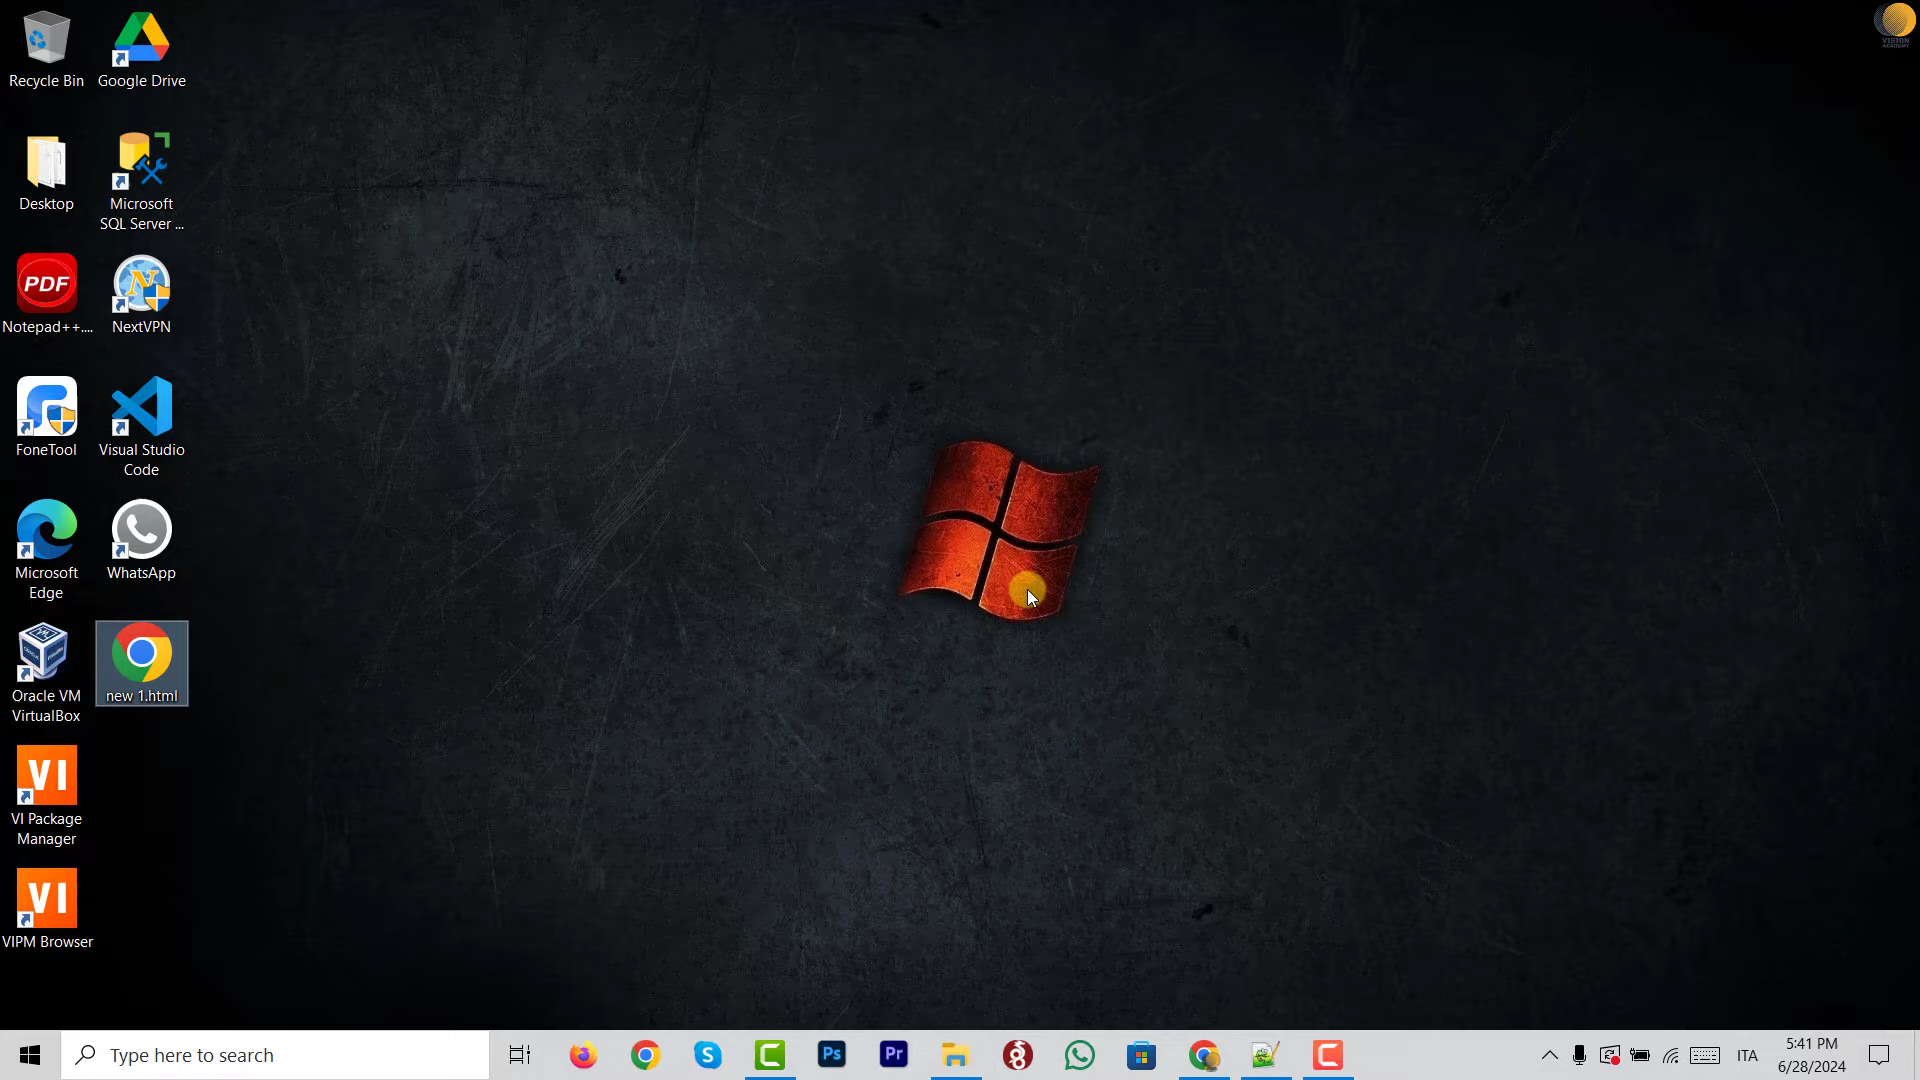 Recycle Bin
Google Drive
VISION
ACADEMY
Desktop
Microsoft
SQL Server ...
PDF
Notepad++....
N
NextVPN
FoneTool
Visual Studio
Code
Microsoft
Edge
WhatsApp
Oracle VM
VirtualBox
new 1.html
VI
VI Package
Manager
VI
VIPM Browser
Type here to search
Ps
Pr
ITA
5:41 PM
6/28/2024